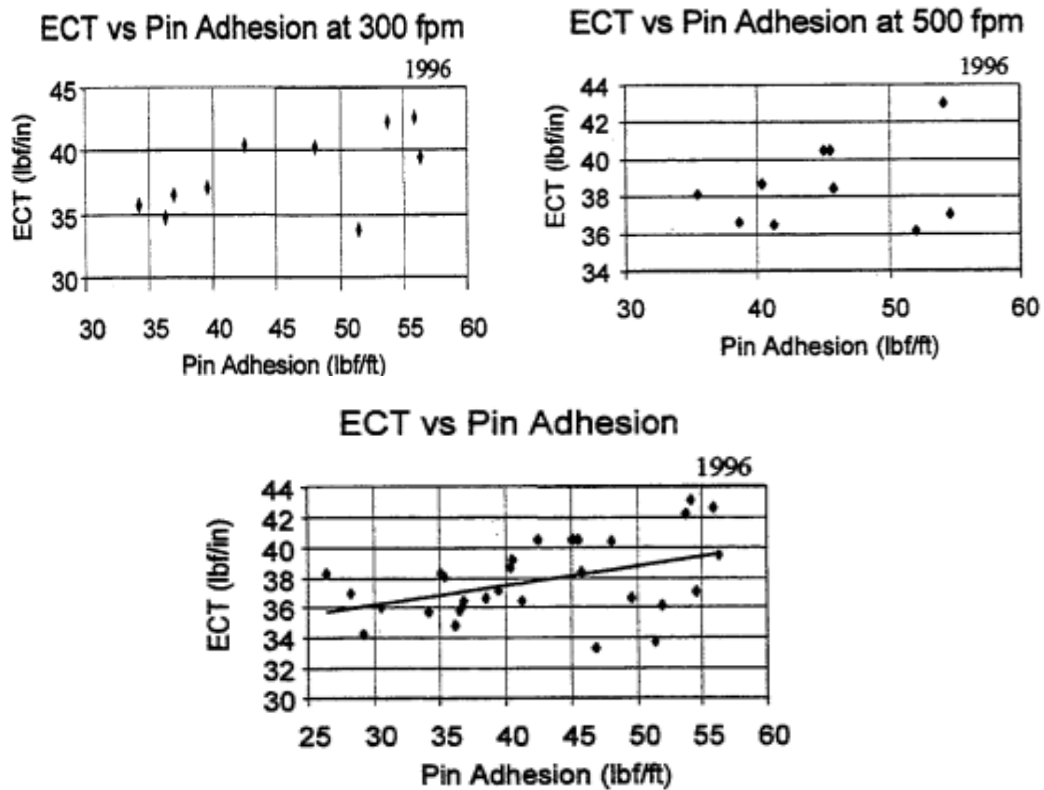 ECT vs Pin Adhesion at 300 fpm
1996
45
40
35
30
ECT (lbf/in)
30 35 40 45 50 55 60
Pin Adhesion (lbf/ft)
ECT vs Pin Adhesion at 500 fpm
1996
44
42
40
38
36
34
ECT (lbf/in)
30 40 50 60
Pin Adhesion (lbf/ft)
ECT vs Pin Adhesion
1996
44
42
40
38
36
34
32
30
ECT (lbf/in)
25 30 35 40 45 50 55 60
Pin Adhesion (lbf/ft)